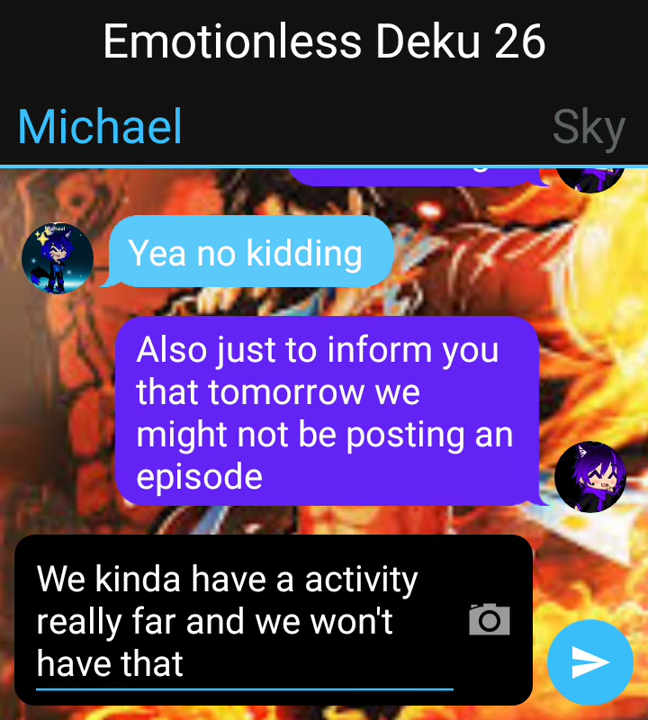 Emotionless Deku 26
Michael
Sky
Yea no kidding
Also just to inform you
that tomorrow we
might not be posting an
episode
We kinda have a activity
really far and we won't
have that